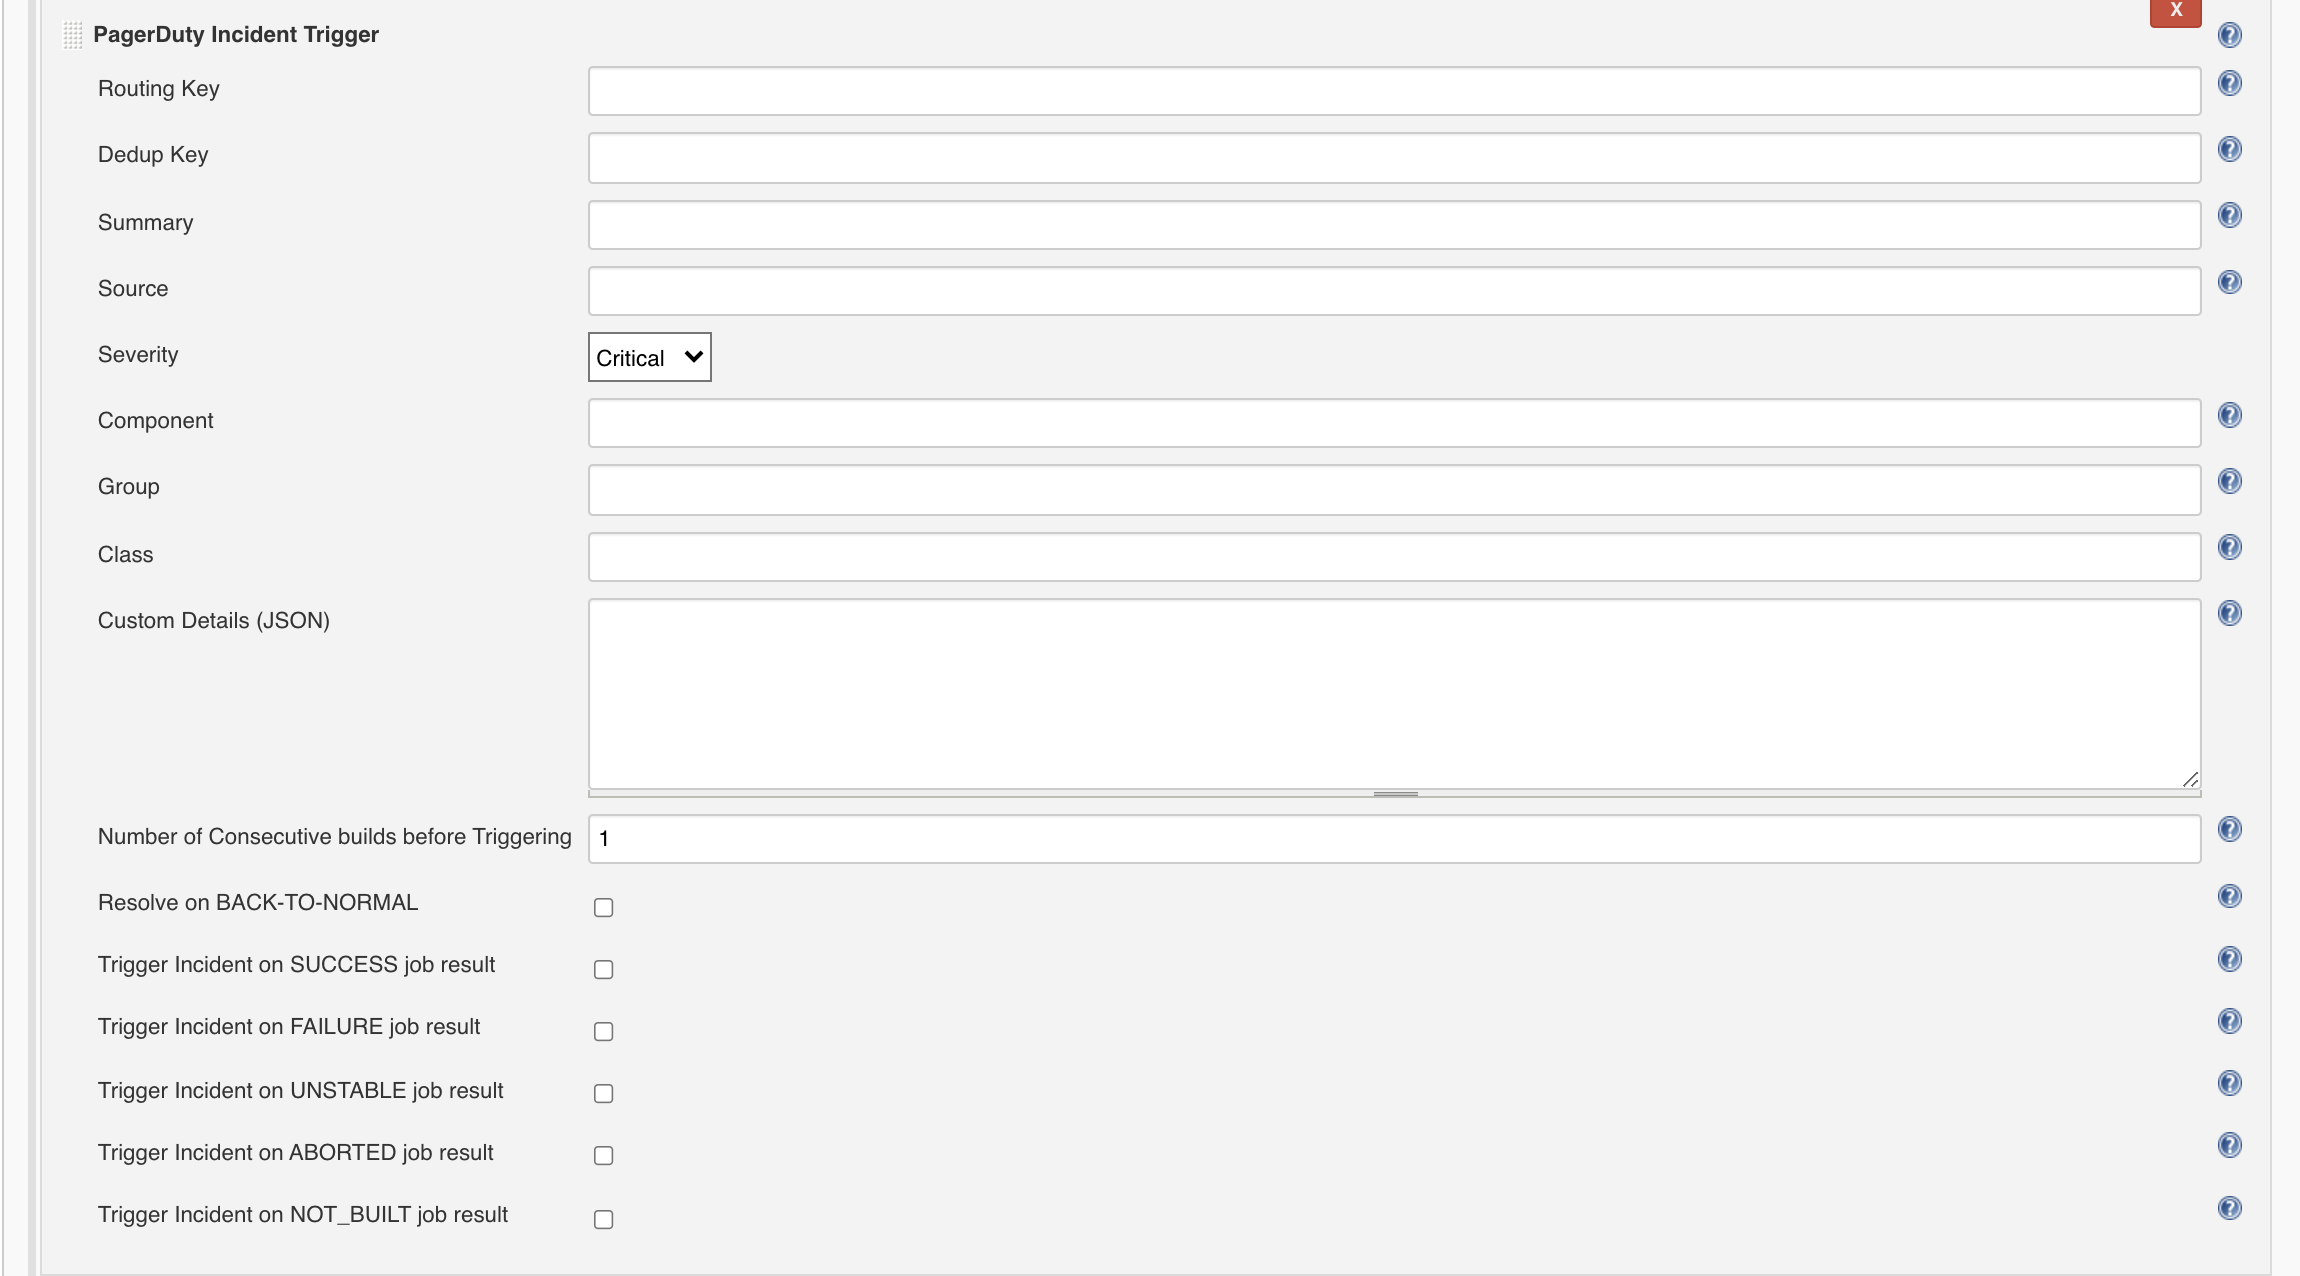 X
PagerDuty Incident Trigger
Routing Key
Dedup Key
Summary
Source
Severity Critical
Component
Group
Class
Custom Details (JSON)
Number of Consecutive builds before Triggering 1
Resolve on BACK-TO-NORMAL
Trigger Incident on SUCCESS job result
Trigger Incident on FAILURE job result
Trigger Incident on UNSTABLE job result
Trigger Incident on ABORTED job result
Trigger Incident on NOT_BUILT job result